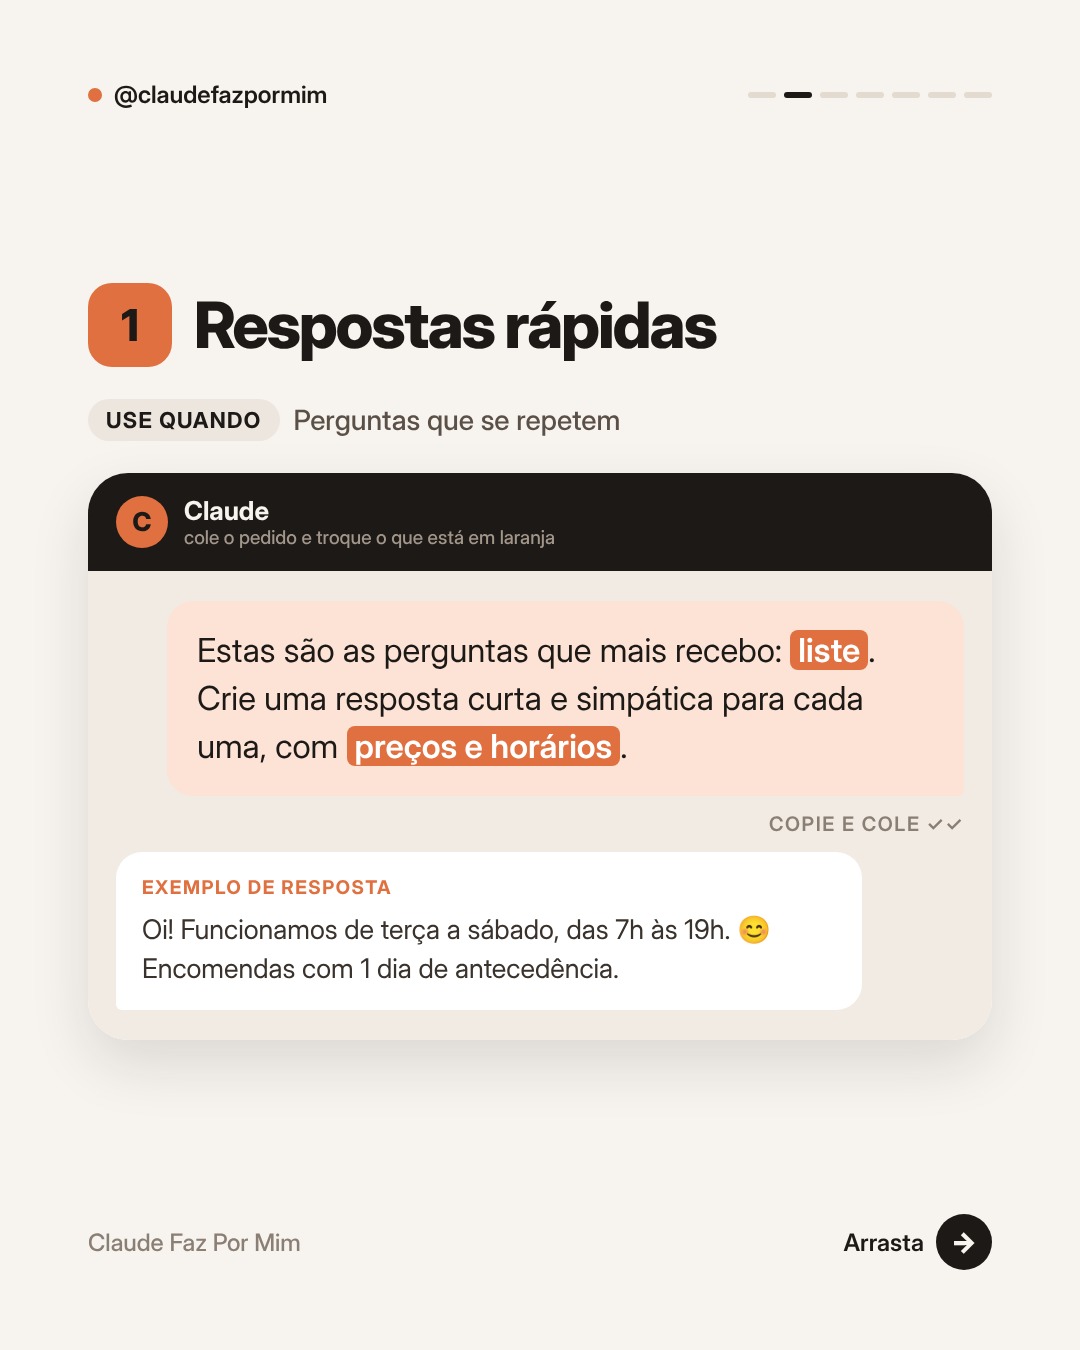 @claudefazpormim
1 Respostas rápidas
USE QUANDO Perguntas que se repetem
C Claude
cole o pedido e troque o que está em laranja
Estas são as perguntas que mais recebo: liste.
Crie uma resposta curta e simpática para cada
uma, com preços e horários.
COPIE E COLE ✓✓
EXEMPLO DE RESPOSTA
Oi! Funcionamos de terça a sábado, das 7h às 19h. 😊
Encomendas com 1 dia de antecedência.
Claude Faz Por Mim
Arrasta →